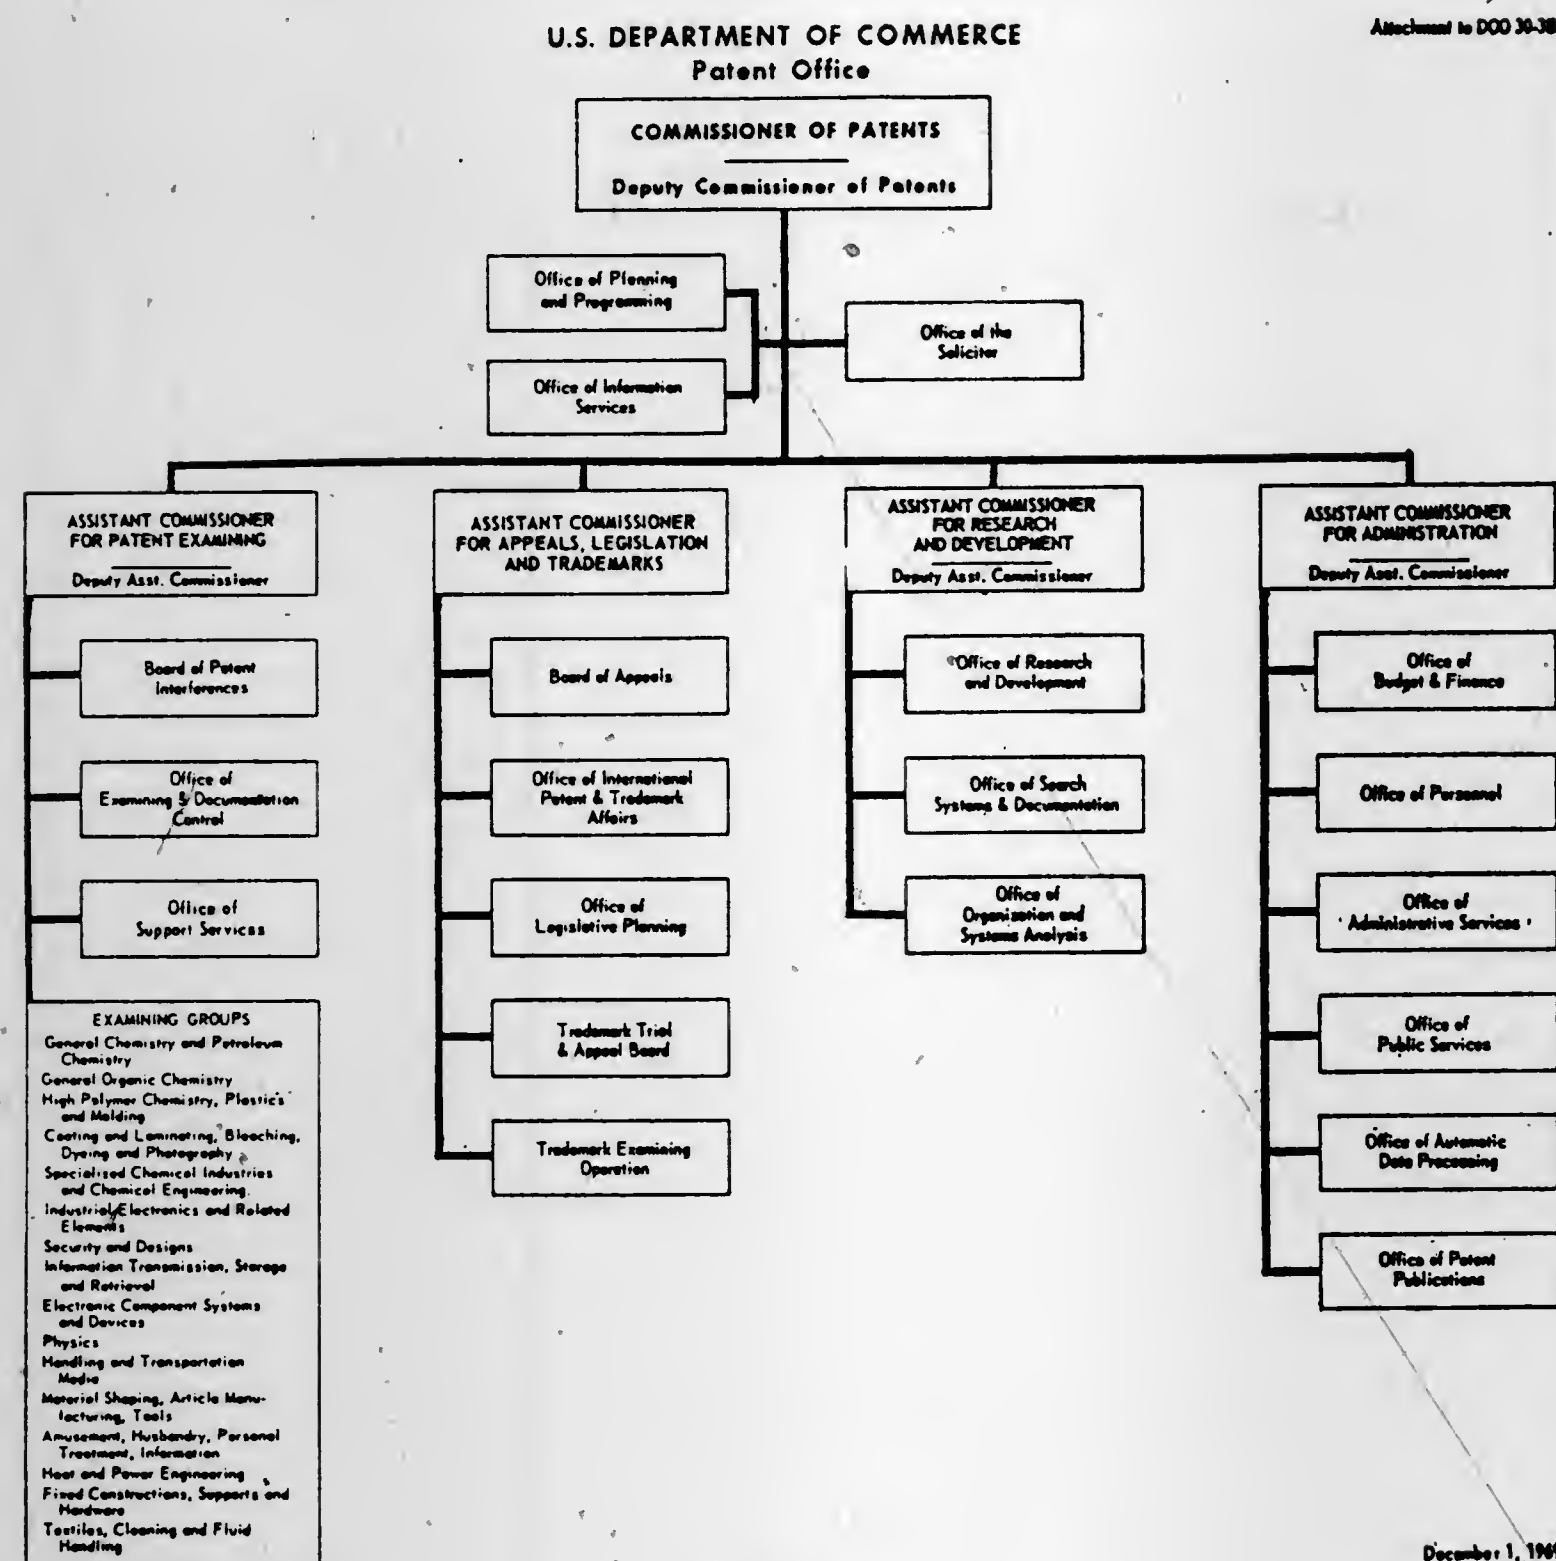 Attachment to DOO 30-3B
U.S. DEPARTMENT OF COMMERCE
Patent Office
COMMISSIONER OF PATENTS
Deputy Commissioner of Patents
Office of Planning
and Programming
Office of the
Solicitor
Office of Information
Services
ASSISTANT COMMISSIONER
FOR PATENT EXAMINING
Deputy Asst. Commissioner
Board of Patent
Interferences
Office of
Examining & Documentation
Control
Office of
Support Services
EXAMINING GROUPS
General Chemistry and Petroleum
Chemistry
General Organic Chemistry
High Polymer Chemistry, Plastics
and Molding
Coating and Laminating, Bleaching,
Dyeing and Photography
Specialized Chemical Industries
and Chemical Engineering
Industrial Electronics and Related
Elements
Security and Designs
Information Transmission, Storage
and Retrieval
Electronic Component Systems
and Devices
Physics
Handling and Transportation
Media
Material Shaping, Article Manu-
facturing, Tools
Amusement, Husbandry, Personal
Treatment, Information
Heat and Power Engineering
Fixed Constructions, Supports and
Hardware
Textiles, Cleaning and Fluid
Handling
ASSISTANT COMMISSIONER
FOR APPEALS, LEGISLATION
AND TRADEMARKS
Board of Appeals
Office of International
Patent & Trademark
Affairs
Office of
Legislative Planning
Trademark Trial
& Appeal Board
Trademark Examining
Operation
ASSISTANT COMMISSIONER
FOR RESEARCH
AND DEVELOPMENT
Deputy Asst. Commissioner
Office of Research
and Development
Office of Search
Systems & Documentation
Office of
Organization and
Systems Analysis
ASSISTANT COMMISSIONER
FOR ADMINISTRATION
Deputy Asst. Commissioner
Office of
Budget & Finance
Office of Personnel
Office of
Administrative Services
Office of
Public Services
Office of Automatic
Data Processing
Office of Patent
Publications
December 1, 1969